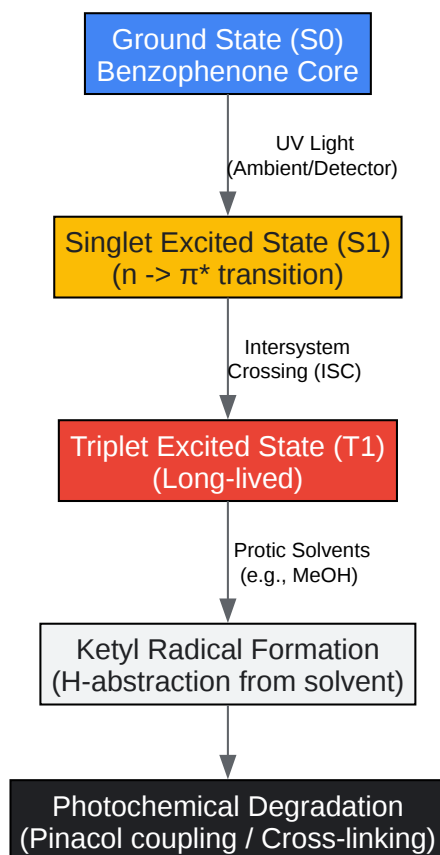 Ground State (S0)
Benzophenone Core
UV Light
(Ambient/Detector)
Singlet Excited State (S1)
(n -> π* transition)
Intersystem
Crossing (ISC)
Triplet Excited State (T1)
(Long-lived)
Protic Solvents
(e.g., MeOH)
Ketyl Radical Formation
(H-abstraction from solvent)
Photochemical Degradation
(Pinacol coupling / Cross-linking)